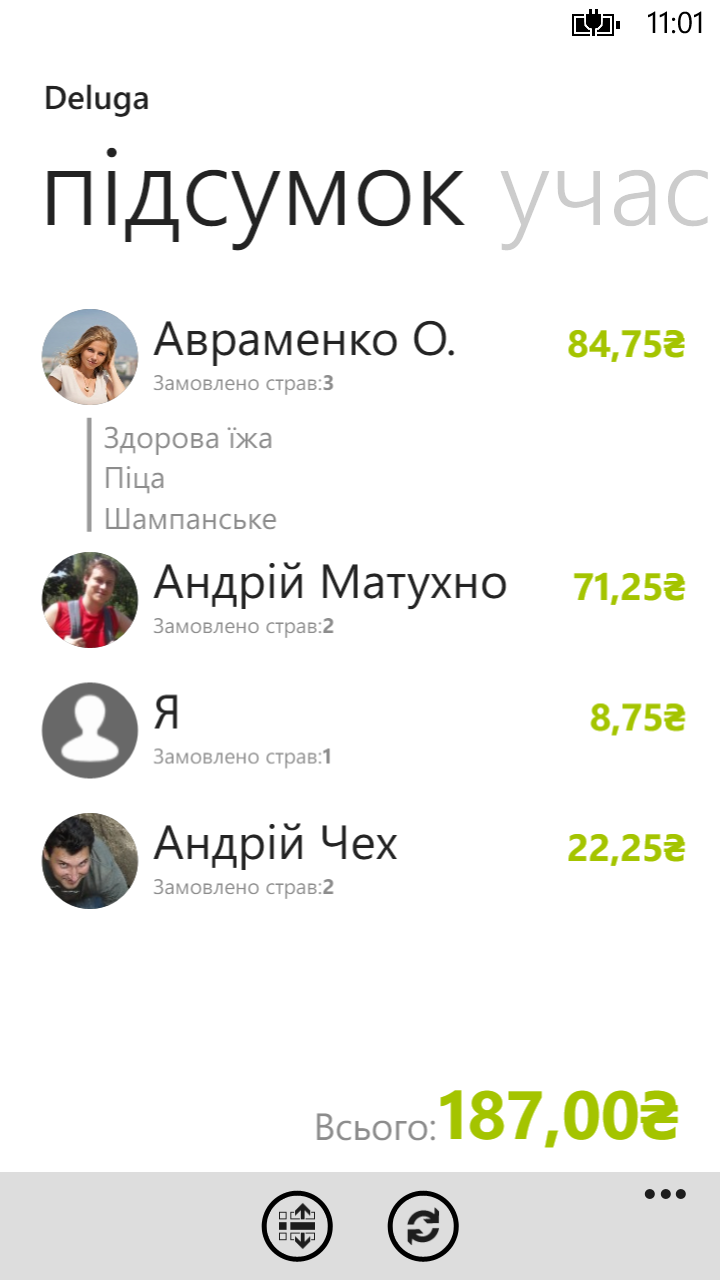 11:01
Deluga
підсумок учас
Авраменко О. 84,75₴
Замовлено страв:3
Здорова їжа
Піца
Шампанське
Андрій Матухно 71,25₴
Замовлено страв:2
Я 8,75₴
Замовлено страв:1
Андрій Чех 22,25₴
Замовлено страв:2
Всього:187,00₴